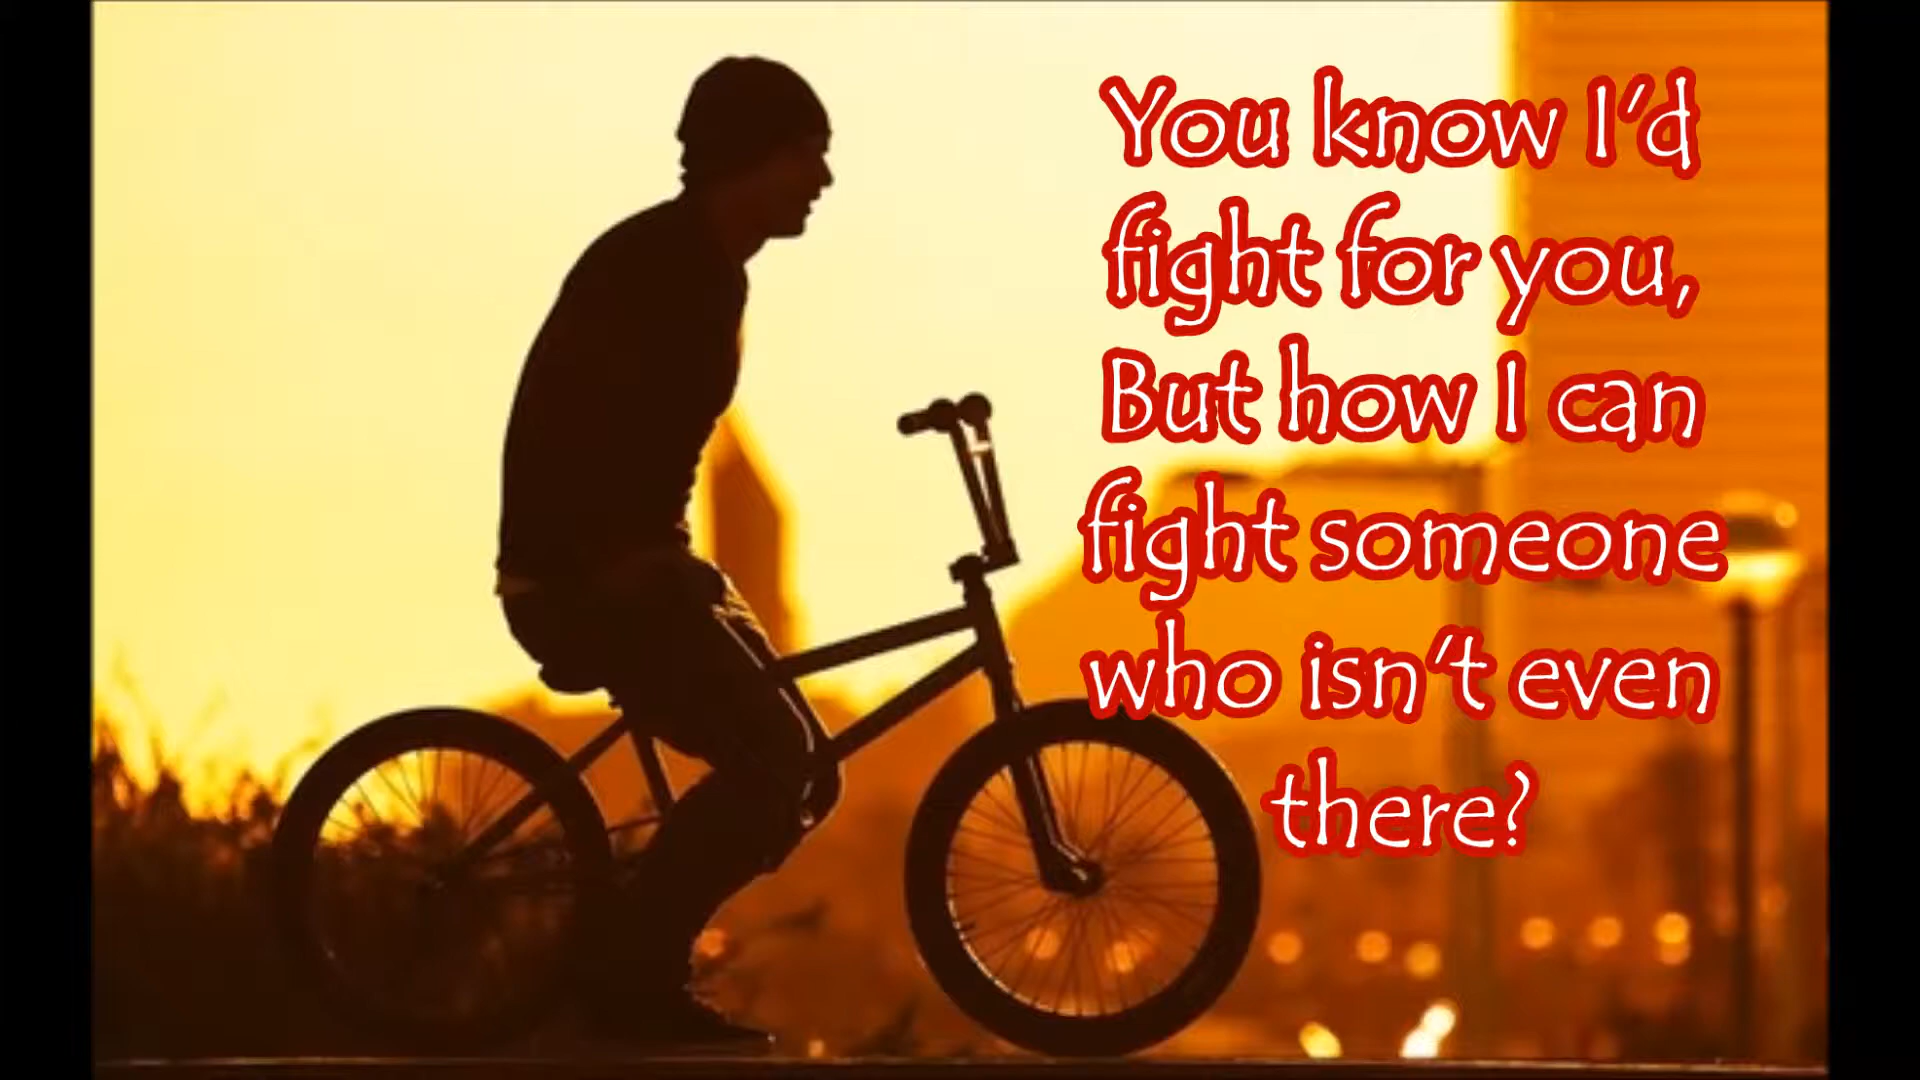 You know I'd
fight for you,
But how I can
fight someone
who isn't even
there?